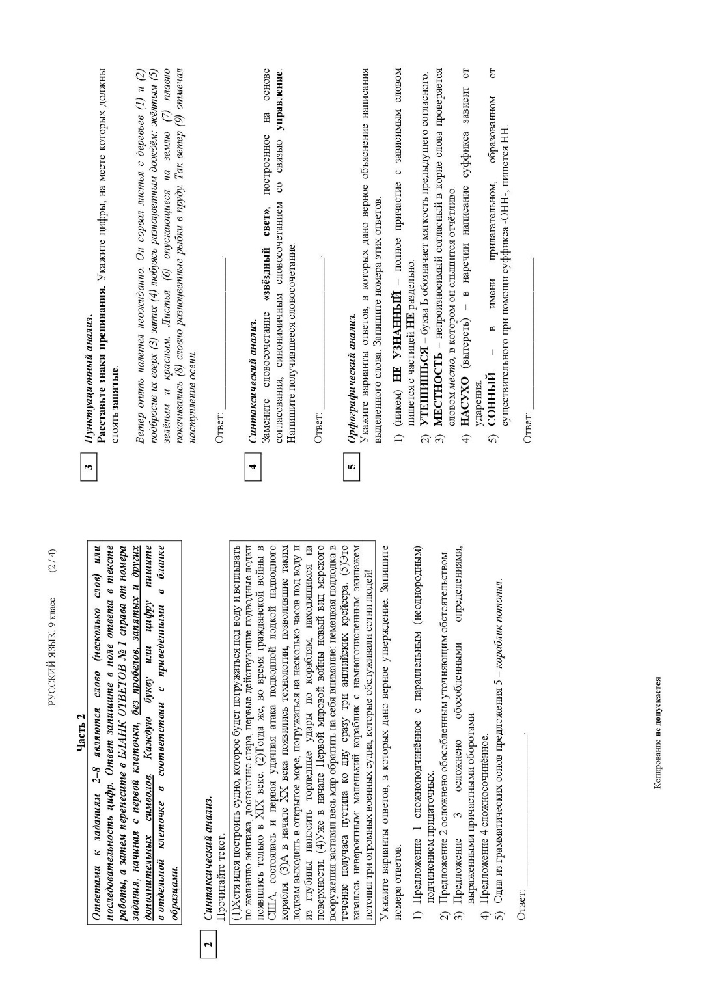 РУССКИЙ ЯЗЫК. 9 класс (2 / 4)
Часть 2
Ответами к заданиям 2–8 являются слово (несколько слов) или
последовательность цифр. Ответ запишите в поле ответа в тексте
работы, а затем перенесите в БЛАНК ОТВЕТОВ № 1 справа от номера
задания, начиная с первой клеточки, без пробелов, запятых и других
дополнительных символов. Каждую букву или цифру пишите
в отдельной клеточке в соответствии с приведёнными в бланке
образцами.
2
Синтаксический анализ.
Прочитайте текст.
(1)Хотя идея построить судно, которое будет погружаться под воду и всплывать
по желанию экипажа, достаточно стара, первые действующие подводные лодки
появились только в XIX веке. (2)Тогда же, во время гражданской войны в
США, состоялась и первая удачная атака подводной лодкой надводного
корабля. (3)А в начале XX века появились технологии, позволившие таким
лодкам выходить в открытое море, погружаться на несколько часов под воду и
из глубины наносить торпедные удары по кораблям, находящимся на
поверхности. (4)Уже в начале Первой мировой войны новый вид морского
вооружения заставил весь мир обратить на себя внимание: немецкая подлодка в
течение получаса пустила ко дну сразу три английских крейсера. (5)Это
казалось невероятным: маленький кораблик с немногочисленным экипажем
потопил три огромных военных судна, которые обслуживали сотни людей!
Укажите варианты ответов, в которых дано верное утверждение. Запишите
номера ответов.
1) Предложение 1 сложноподчинённое с параллельным (неоднородным)
подчинением придаточных.
2) Предложение 2 осложнено обособленным уточняющим обстоятельством.
3) Предложение 3 осложнено обособленными определениями,
выраженными причастными оборотами.
4) Предложение 4 сложносочинённое.
5) Одна из грамматических основ предложения 5 – кораблик потопил.
Ответ: ___________________________.
3
Пунктуационный анализ.
Расставьте знаки препинания. Укажите цифры, на месте которых должны
стоять запятые.
Ветер опять налетел неожиданно. Он сорвал листья с деревьев (1) и (2)
подбросив их вверх (3) затих (4) любуясь разноцветным дождём: жёлтым (5)
зелёным и красным. Листья (6) опускающиеся на землю (7) плавно
покачивались (8) словно разноцветные рыбки в пруду. Так ветер (9) отмечал
наступление осени.
Ответ: ___________________________.
4
Синтаксический анализ.
Замените словосочетание «звёздный свет», построенное на основе
согласования, синонимичным словосочетанием со связью управление.
Напишите получившееся словосочетание.
Ответ: ___________________________.
5
Орфографический анализ.
Укажите варианты ответов, в которых дано верное объяснение написания
выделенного слова. Запишите номера этих ответов.
1) (никем) НЕ УЗНАННЫЙ – полное причастие с зависимым словом
пишется с частицей НЕ раздельно.
2) УТЕШИШЬСЯ – буква Ь обозначает мягкость предыдущего согласного.
3) МЕСТНОСТЬ – непроизносимый согласный в корне слова проверяется
словом место, в котором он слышится отчётливо.
4) НАСУХО (вытереть) – в наречии написание суффикса зависит от
ударения.
5) СОННЫЙ – в имени прилагательном, образованном от
существительного при помощи суффикса -ОНН-, пишется НН.
Ответ: ___________________________.
Копирование не допускается